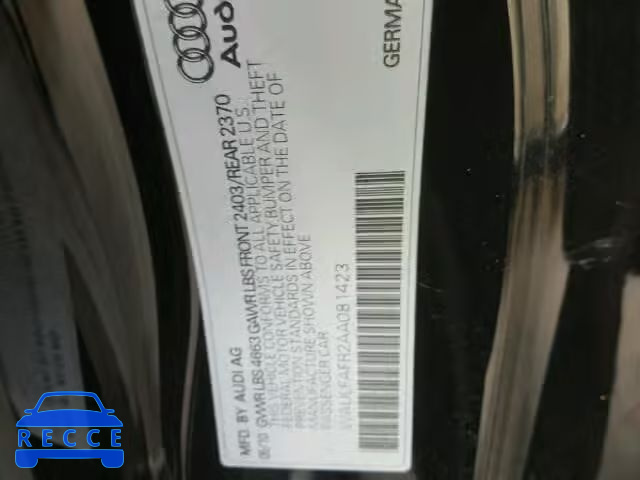 Audi
GERMA
MFD. BY AUDI AG
06/10 GVWR LBS 4663 GAWR LBS FRONT 2403/REAR 2370
THIS VEHICLE CONFORMS TO ALL APPLICABLE U.S.
FEDERAL MOTOR VEHICLE SAFETY BUMPER AND THEFT
PREVENTION STANDARDS IN EFFECT ON THE DATE OF
MANUFACTURE SHOWN ABOVE
PASSENGER CAR
WAUKFAFR2AA081423
RECCE